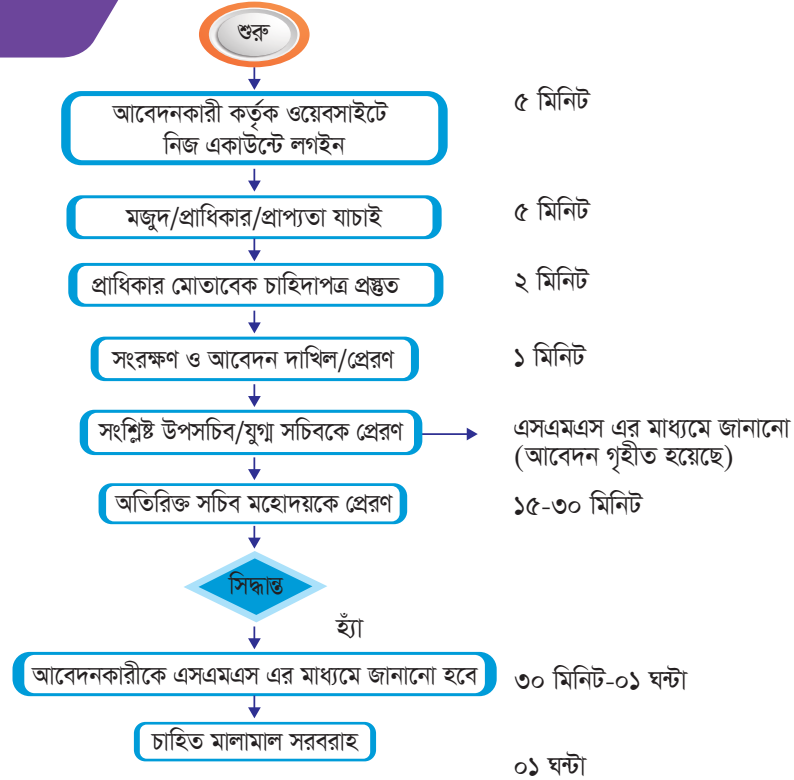 শুরু
আবেদনকারী কর্তৃক ওয়েবসাইটে
নিজ একাউন্টে লগইন
৫ মিনিট
মজুদ/প্রাধিকার/প্রাপ্যতা যাচাই
৫ মিনিট
প্রাধিকার মোতাবেক চাহিদাপত্র প্রস্তুত
২ মিনিট
সংরক্ষণ ও আবেদন দাখিল/প্রেরণ
১ মিনিট
সংশ্লিষ্ট উপসচিব/যুগ্ম সচিবকে প্রেরণ
এসএমএস এর মাধ্যমে জানানো
(আবেদন গৃহীত হয়েছে)
অতিরিক্ত সচিব মহোদয়কে প্রেরণ
১৫-৩০ মিনিট
সিদ্ধান্ত
হ্যাঁ
আবেদনকারীকে এসএমএস এর মাধ্যমে জানানো হবে
৩০ মিনিট-০১ ঘন্টা
চাহিত মালামাল সরবরাহ
০১ ঘন্টা